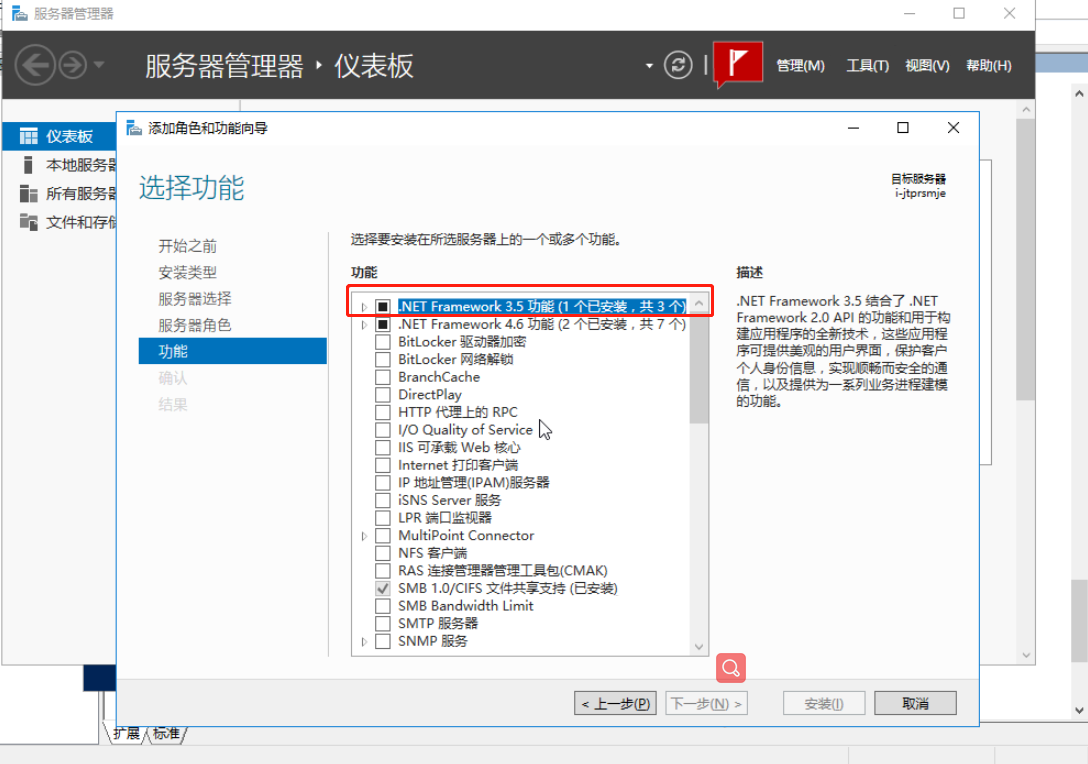 服务器管理器
服务器管理器 · 仪表板
管理(M) 工具(T) 视图(V) 帮助(H)
仪表板
本地服务器
所有服务器
文件和存储
添加角色和功能向导
选择功能
目标服务器
i-jtprsmje
开始之前
安装类型
服务器选择
服务器角色
功能
确认
结果
选择要安装在所选服务器上的一个或多个功能。
功能
.NET Framework 3.5 功能 (1 个已安装，共 3 个)
.NET Framework 4.6 功能 (2 个已安装，共 7 个)
BitLocker 驱动器加密
BitLocker 网络解锁
BranchCache
DirectPlay
HTTP 代理上的 RPC
I/O Quality of Service
IIS 可承载 Web 核心
Internet 打印客户端
IP 地址管理(IPAM)服务器
iSNS Server 服务
LPR 端口监视器
MultiPoint Connector
NFS 客户端
RAS 连接管理器管理工具包(CMAK)
SMB 1.0/CIFS 文件共享支持 (已安装)
SMB Bandwidth Limit
SMTP 服务器
SNMP 服务
描述
.NET Framework 3.5 结合了 .NET
Framework 2.0 API 的功能和用于构
建应用程序的全新技术，这些应用程
序可提供美观的用户界面，保护客户
个人身份信息，实现顺畅而安全的通
信，以及提供为一系列业务进程建模
的功能。
< 上一步(P) 下一步(N) > 安装(I) 取消
扩展 标准